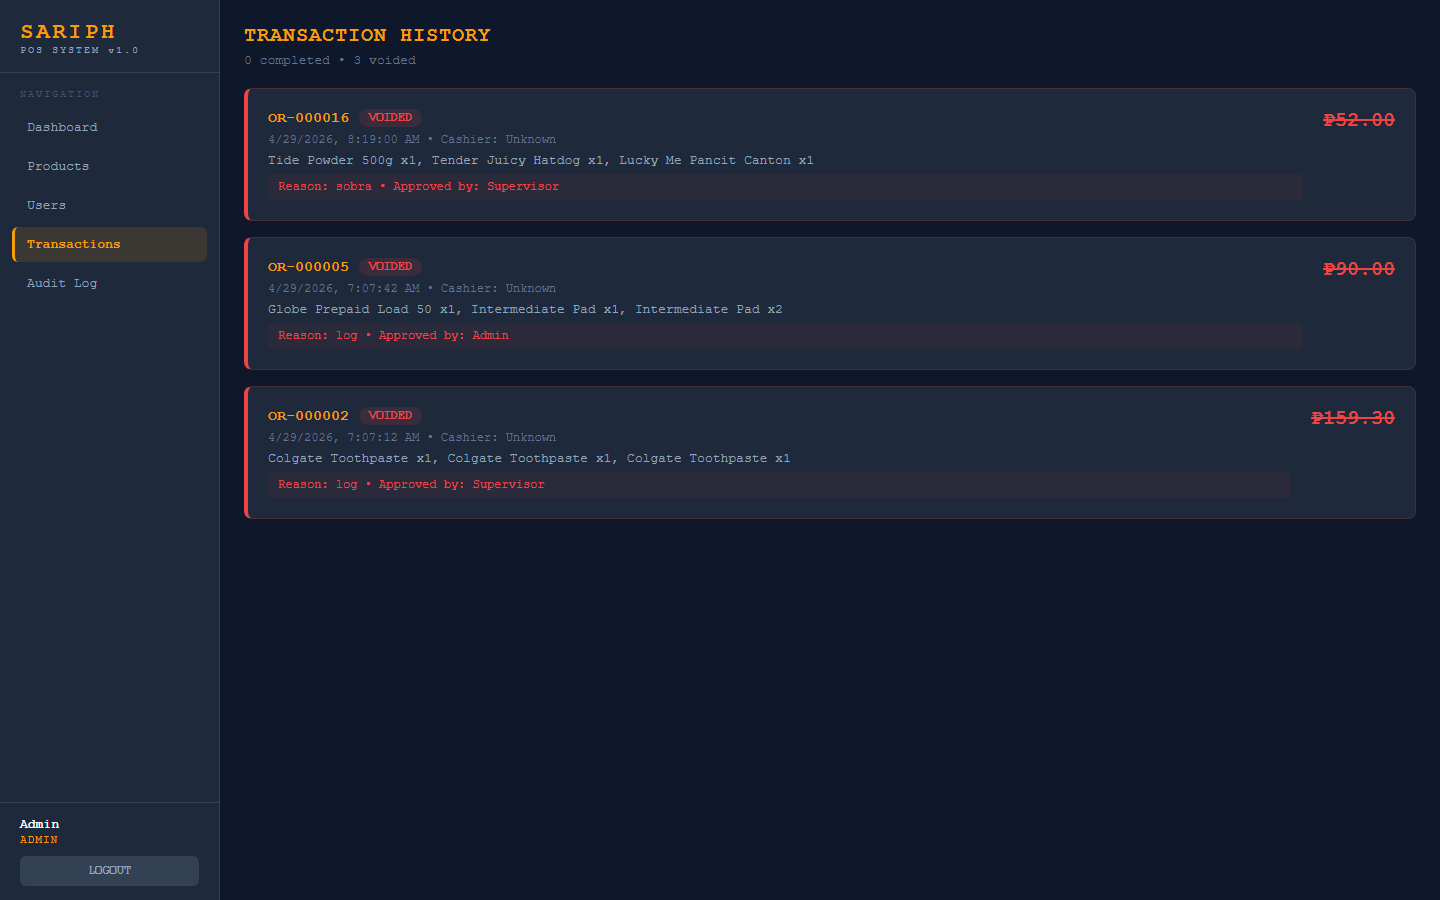 SARIPH
POS SYSTEM v1.0
NAVIGATION
Dashboard
Products
Users
Transactions
Audit Log
Admin
ADMIN
LOGOUT
TRANSACTION HISTORY
0 completed • 3 voided
OR-000016 VOIDED
₱52.00
4/29/2026, 8:19:00 AM • Cashier: Unknown
Tide Powder 500g x1, Tender Juicy Hatdog x1, Lucky Me Pancit Canton x1
Reason: sobra • Approved by: Supervisor
OR-000005 VOIDED
₱90.00
4/29/2026, 7:07:42 AM • Cashier: Unknown
Globe Prepaid Load 50 x1, Intermediate Pad x1, Intermediate Pad x2
Reason: log • Approved by: Admin
OR-000002 VOIDED
₱159.30
4/29/2026, 7:07:12 AM • Cashier: Unknown
Colgate Toothpaste x1, Colgate Toothpaste x1, Colgate Toothpaste x1
Reason: log • Approved by: Supervisor